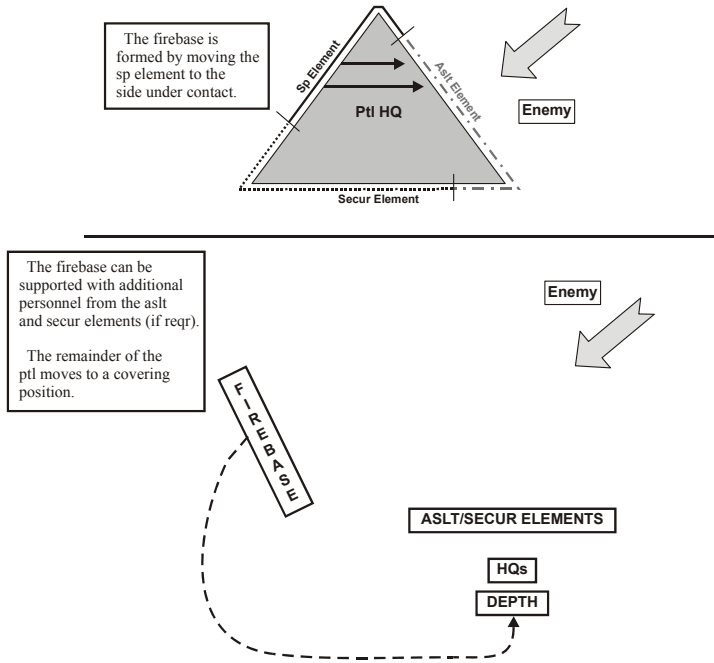 The firebase is
formed by moving the
sp element to the
side under contact.
Sp Element
Aslt Element
Ptl HQ
Enemy
Secur Element
The firebase can be
supported with additional
personnel from the aslt
and secur elements (if reqr).
The remainder of the
ptl moves to a covering
position.
Enemy
FIREBASE
ASLT/SECUR ELEMENTS
HQs
DEPTH